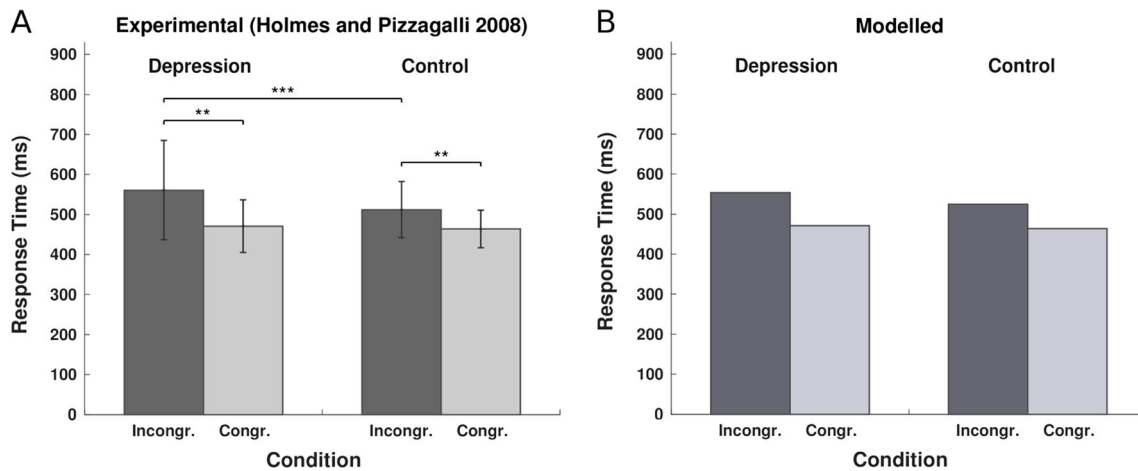 A
Experimental (Holmes and Pizzagalli 2008)
Depression
Control
***
**
**
Response Time (ms)
900
800
700
600
500
400
300
200
100
0
Incongr. Congr. Incongr. Congr.
Condition
B
Modelled
Depression
Control
Response Time (ms)
900
800
700
600
500
400
300
200
100
0
Incongr. Congr. Incongr. Congr.
Condition